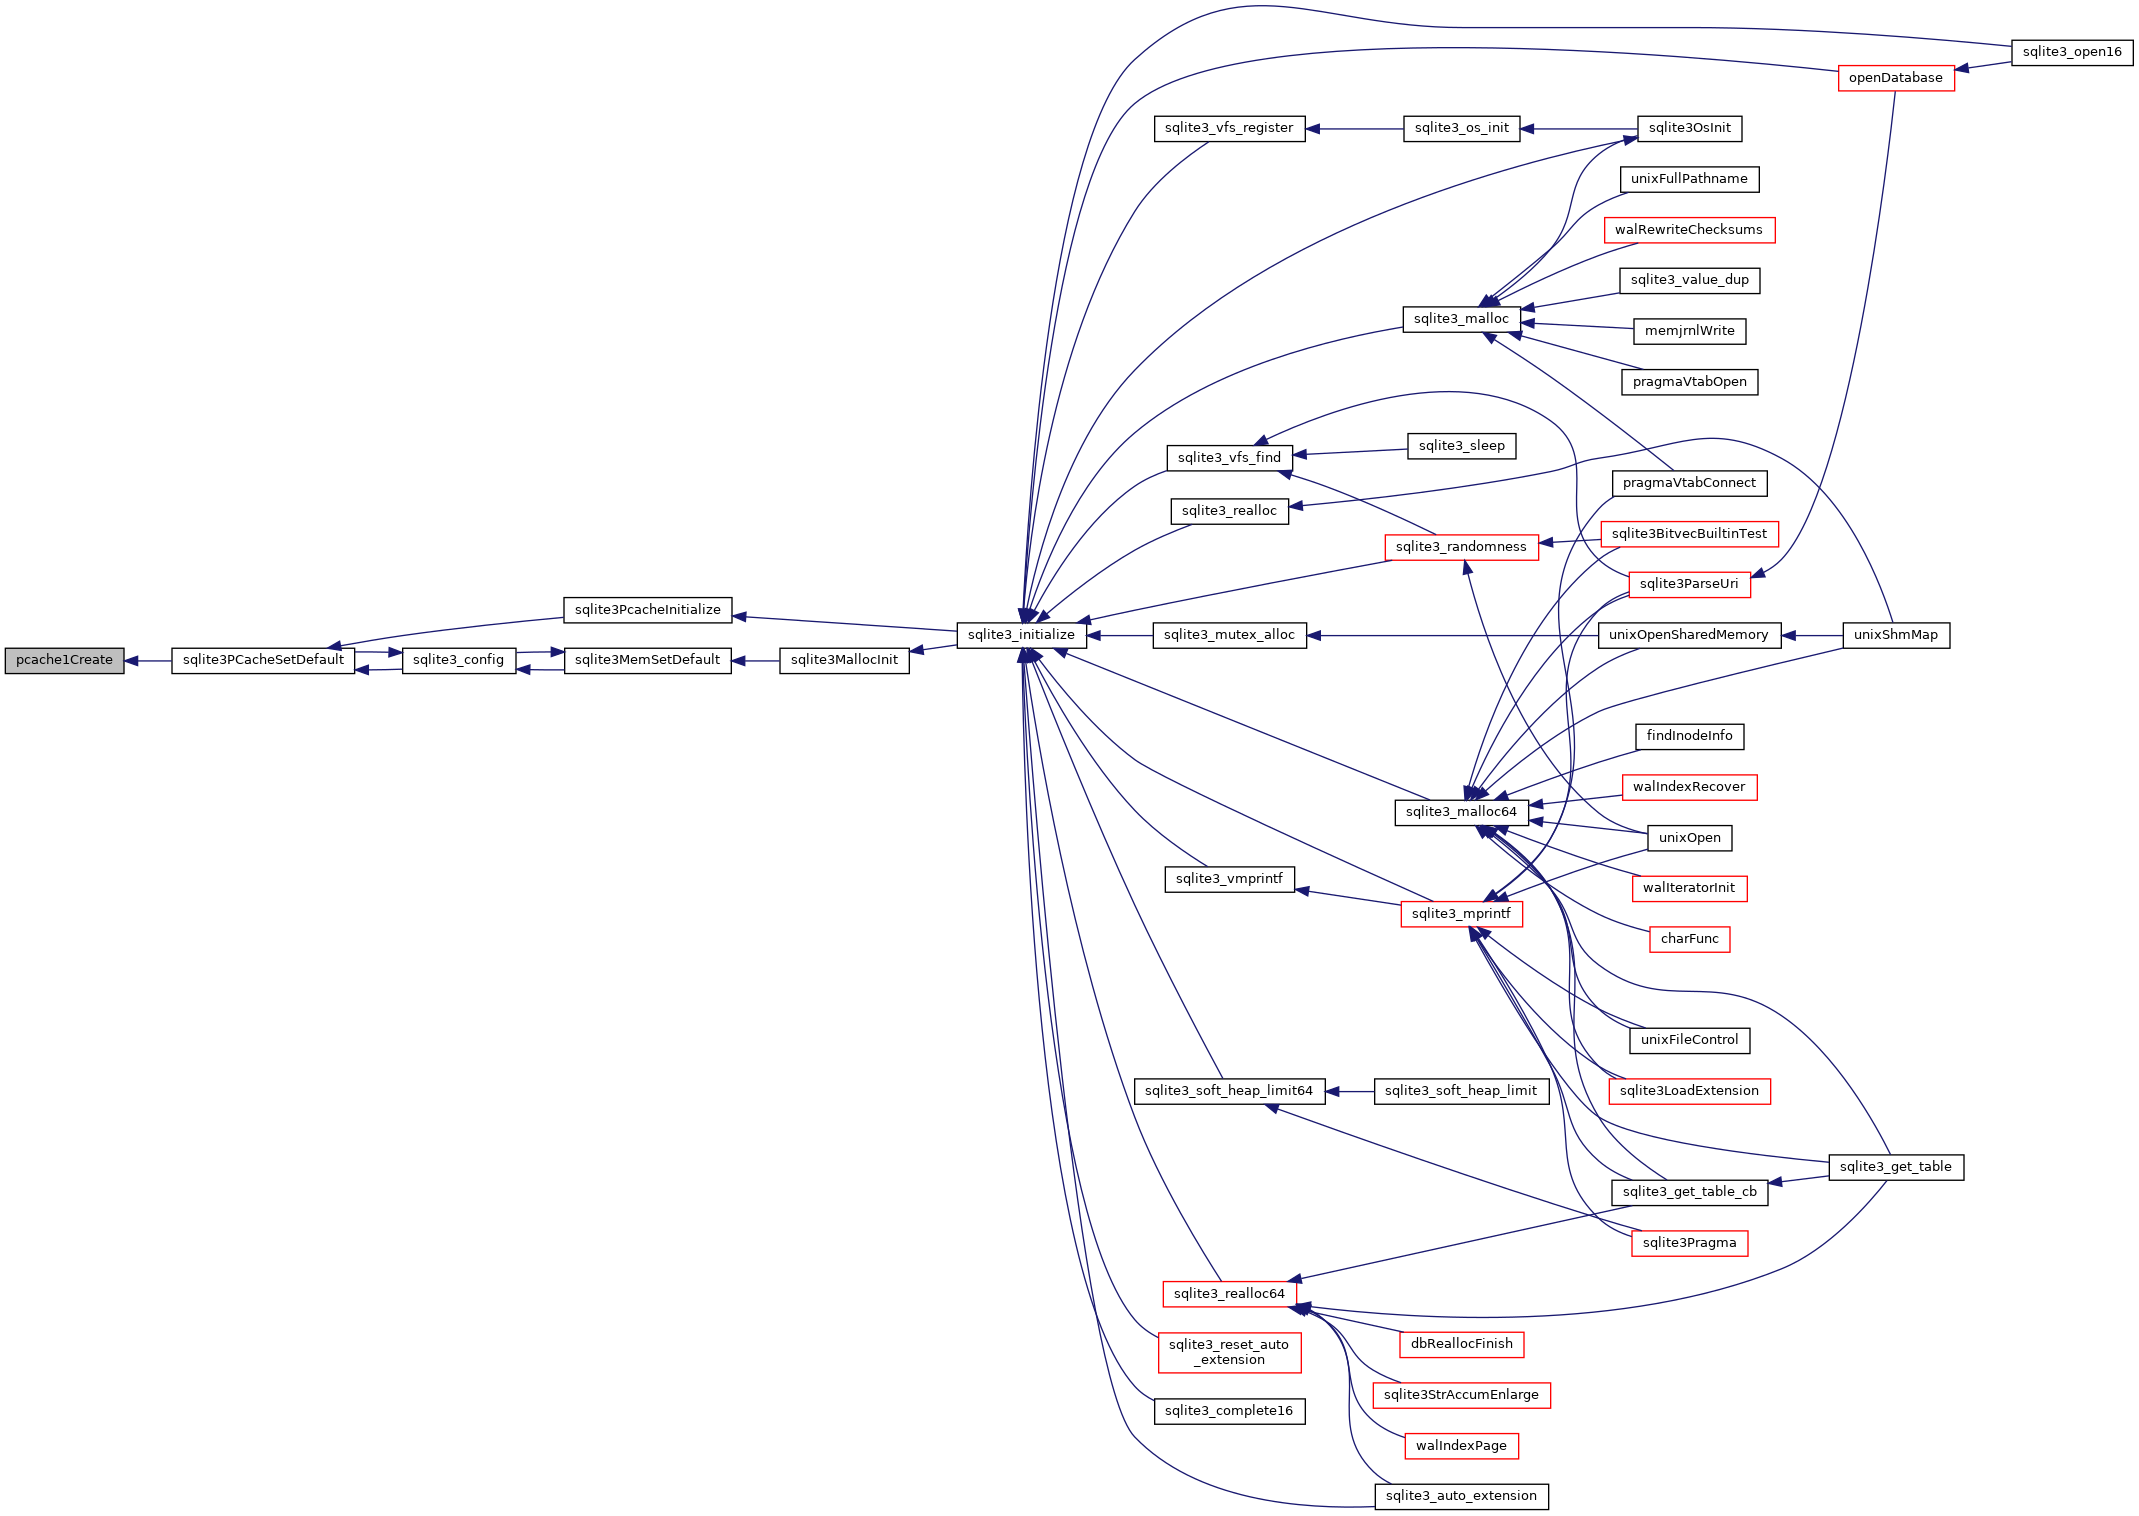 sqlite3_open16
openDatabase
sqlite3_vfs_register
sqlite3_os_init
sqlite3OsInit
unixFullPathname
walRewriteChecksums
sqlite3_value_dup
sqlite3_malloc
memjrnlWrite
pragmaVtabOpen
sqlite3_vfs_find
sqlite3_sleep
pragmaVtabConnect
sqlite3_realloc
sqlite3_randomness
sqlite3BitvecBuiltinTest
sqlite3ParseUri
sqlite3PcacheInitialize
sqlite3_initialize
sqlite3_mutex_alloc
unixOpenSharedMemory
unixShmMap
pcache1Create
sqlite3PCacheSetDefault
sqlite3_config
sqlite3MemSetDefault
sqlite3MallocInit
findInodeInfo
walIndexRecover
sqlite3_malloc64
unixOpen
sqlite3_vmprintf
walIteratorInit
sqlite3_mprintf
charFunc
unixFileControl
sqlite3_soft_heap_limit64
sqlite3_soft_heap_limit
sqlite3LoadExtension
sqlite3_get_table
sqlite3_get_table_cb
sqlite3Pragma
sqlite3_realloc64
sqlite3_reset_auto
_extension
dbReallocFinish
sqlite3StrAccumEnlarge
sqlite3_complete16
walIndexPage
sqlite3_auto_extension